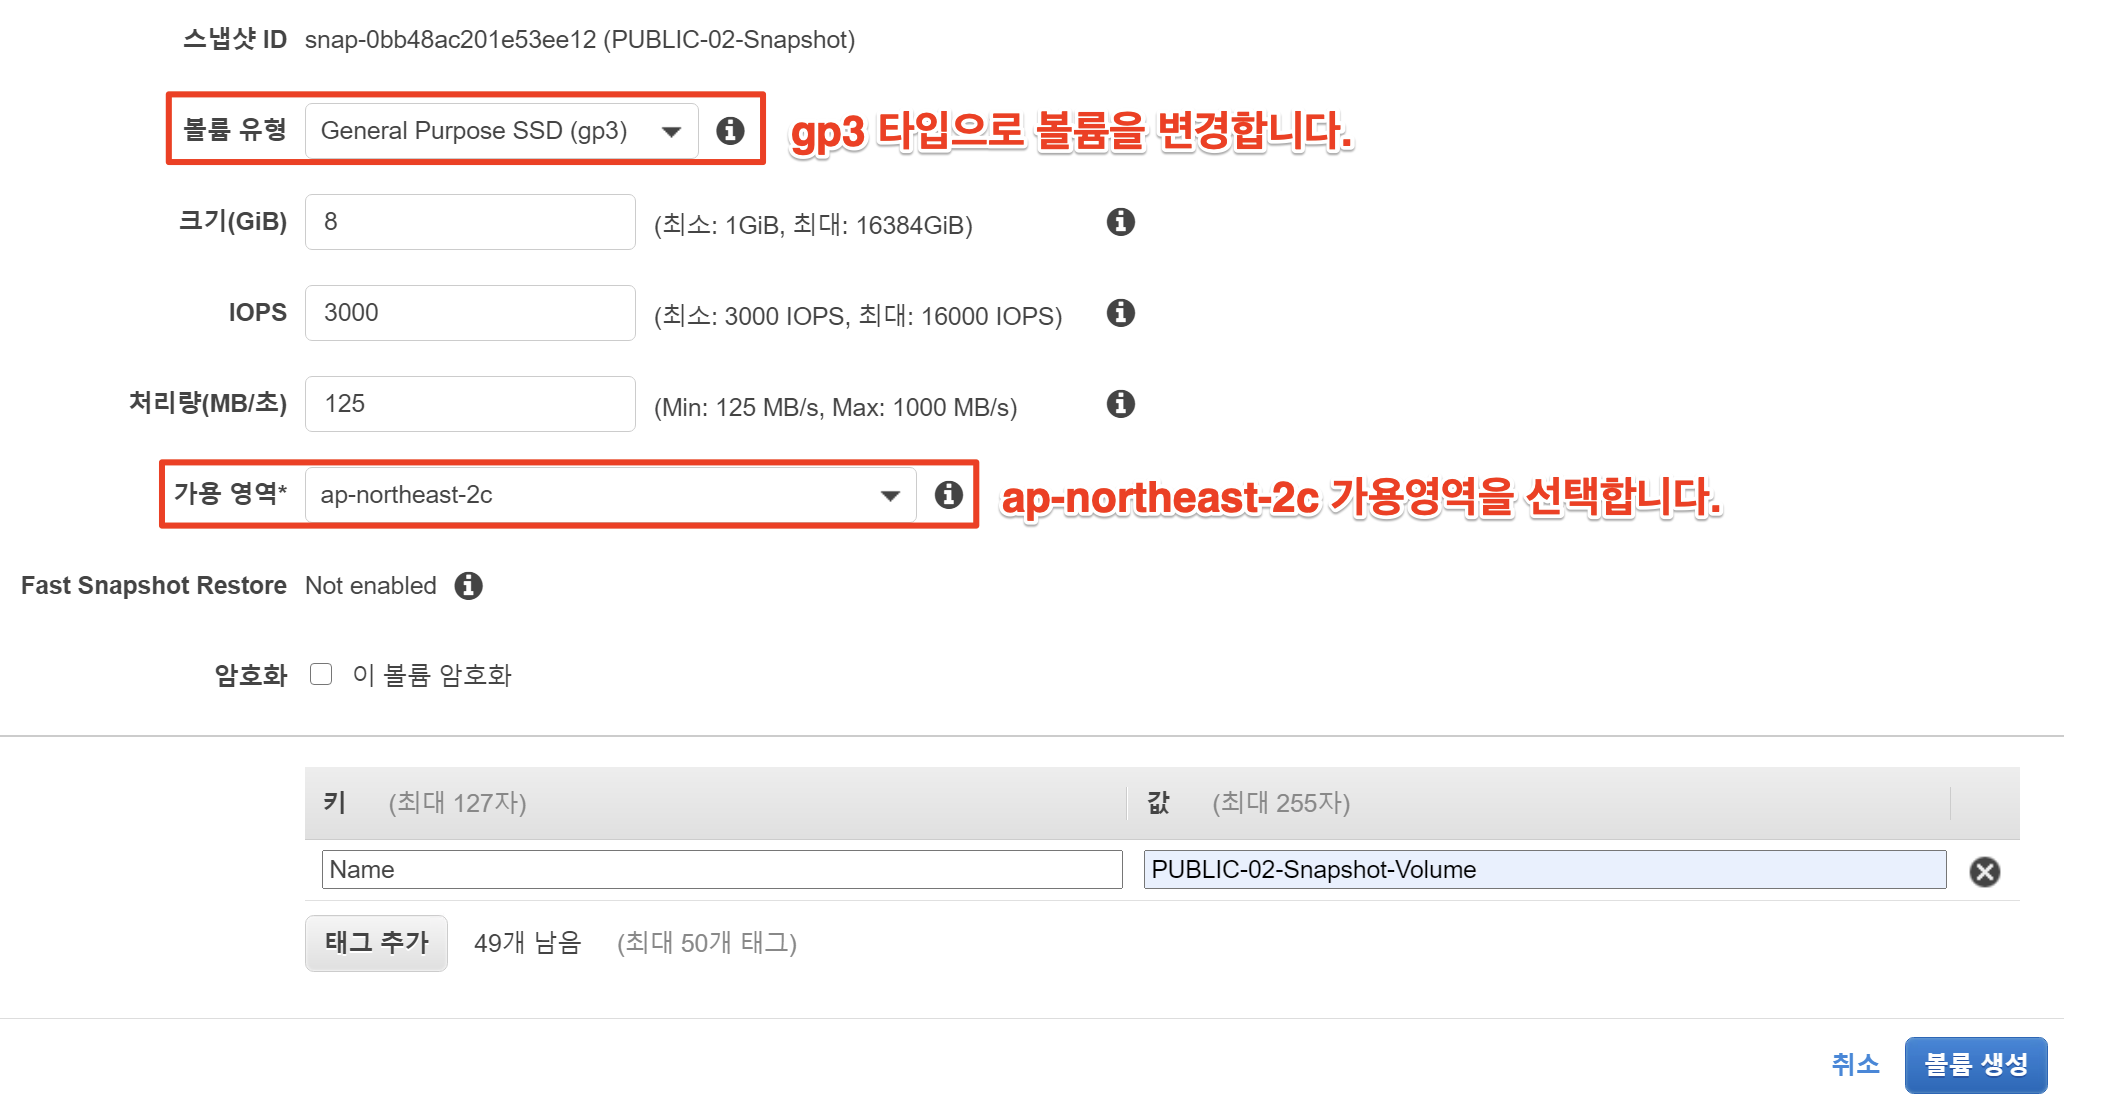 스냅샷 ID snap-0bb48ac201e53ee12 (PUBLIC-02-Snapshot)
볼륨 유형 General Purpose SSD (gp3) gp3 타입으로 볼륨을 변경합니다.
크기(GiB) 8 (최소: 1GiB, 최대: 16384GiB)
IOPS 3000 (최소: 3000 IOPS, 최대: 16000 IOPS)
처리량(MB/초) 125 (Min: 125 MB/s, Max: 1000 MB/s)
가용 영역* ap-northeast-2c ap-northeast-2c 가용영역을 선택합니다.
Fast Snapshot Restore Not enabled
암호화 이 볼륨 암호화
키 (최대 127자) 값 (최대 255자)
Name PUBLIC-02-Snapshot-Volume
태그 추가 49개 남음 (최대 50개 태그)
취소 볼륨 생성